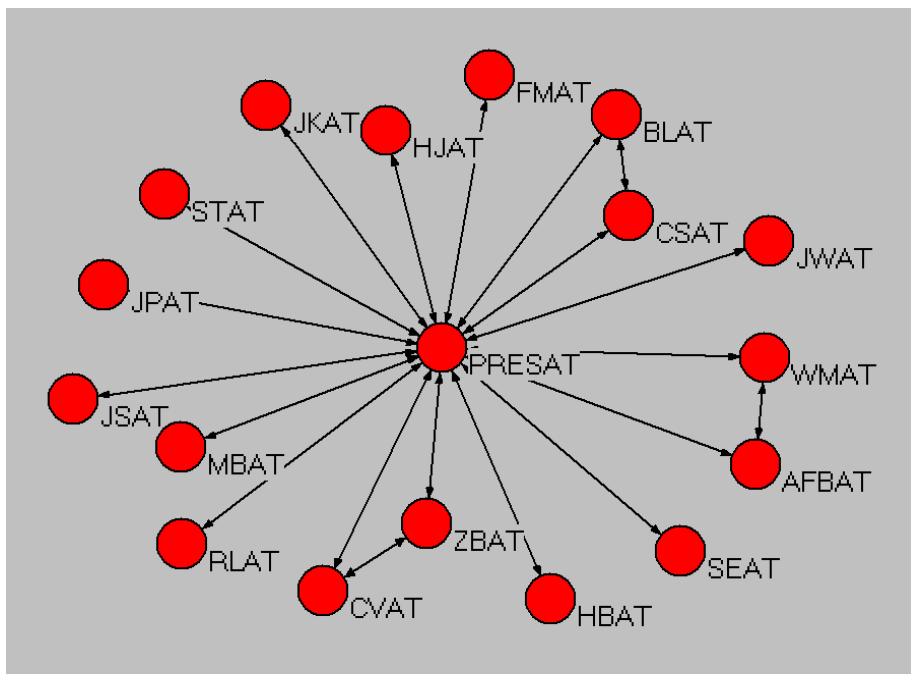 FMAT
JKAT
HJAT
BLAT
STAT
CSAT
JWAT
JPAT
PRESAT
WMAT
JSAT
MBAT
AFBAT
ZBAT
RLAT
SEAT
CVAT
HBAT